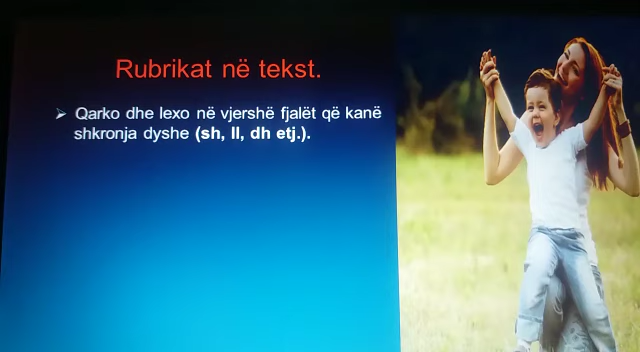 Rubrikat në tekst.
➢ Qarko dhe lexo në vjershë fjalët që kanë
shkronja dyshe (sh, ll, dh etj.).